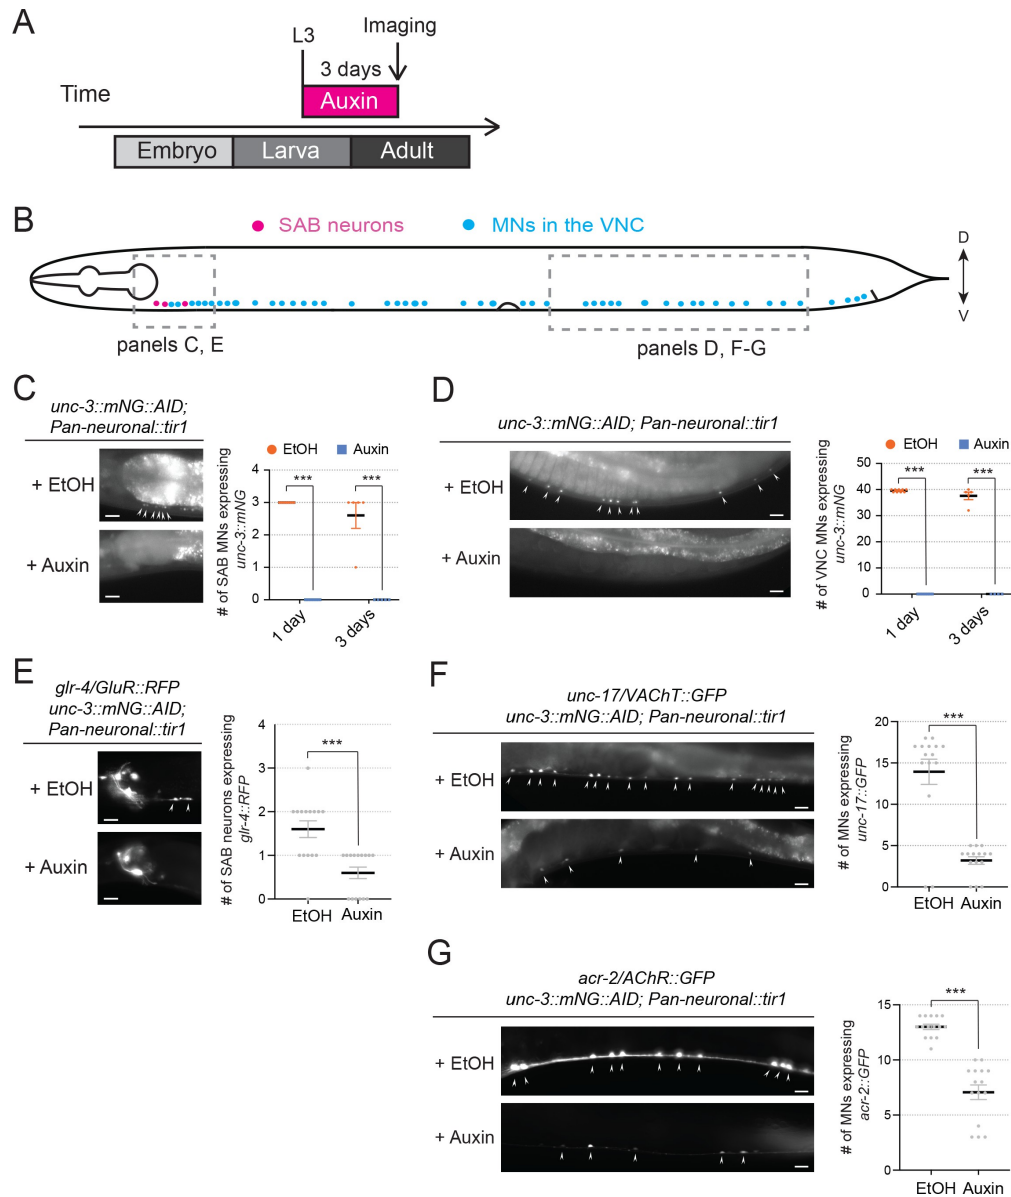 A
L3
Imaging
3 days
Time
Auxin
Embryo
Larva
Adult
B
SAB neurons
MNs in the VNC
D
V
panels C, E
panels D, F-G
C
unc-3::mNG::AID;
Pan-neuronal::tir1
+ EtOH
+ Auxin
EtOH
Auxin
# of SAB MNs expressing
unc-3::mNG
4
3
2
1
0
***
***
1 day
3 days
D
unc-3::mNG::AID; Pan-neuronal::tir1
+ EtOH
+ Auxin
EtOH
Auxin
# of VNC MNs expressing
unc-3::mNG
50
40
30
20
10
0
***
***
1 day
3 days
E
glr-4/GluR::RFP
unc-3::mNG::AID;
Pan-neuronal::tir1
+ EtOH
+ Auxin
# of SAB neurons expressing
glr-4::RFP
4
3
2
1
0
***
EtOH
Auxin
F
unc-17/VAChT::GFP
unc-3::mNG::AID; Pan-neuronal::tir1
+ EtOH
+ Auxin
# of MNs expressing
unc-17::GFP
20
15
10
5
0
***
EtOH
Auxin
G
acr-2/AChR::GFP
unc-3::mNG::AID; Pan-neuronal::tir1
+ EtOH
+ Auxin
# of MNs expressing
acr-2::GFP
15
10
5
0
***
EtOH
Auxin